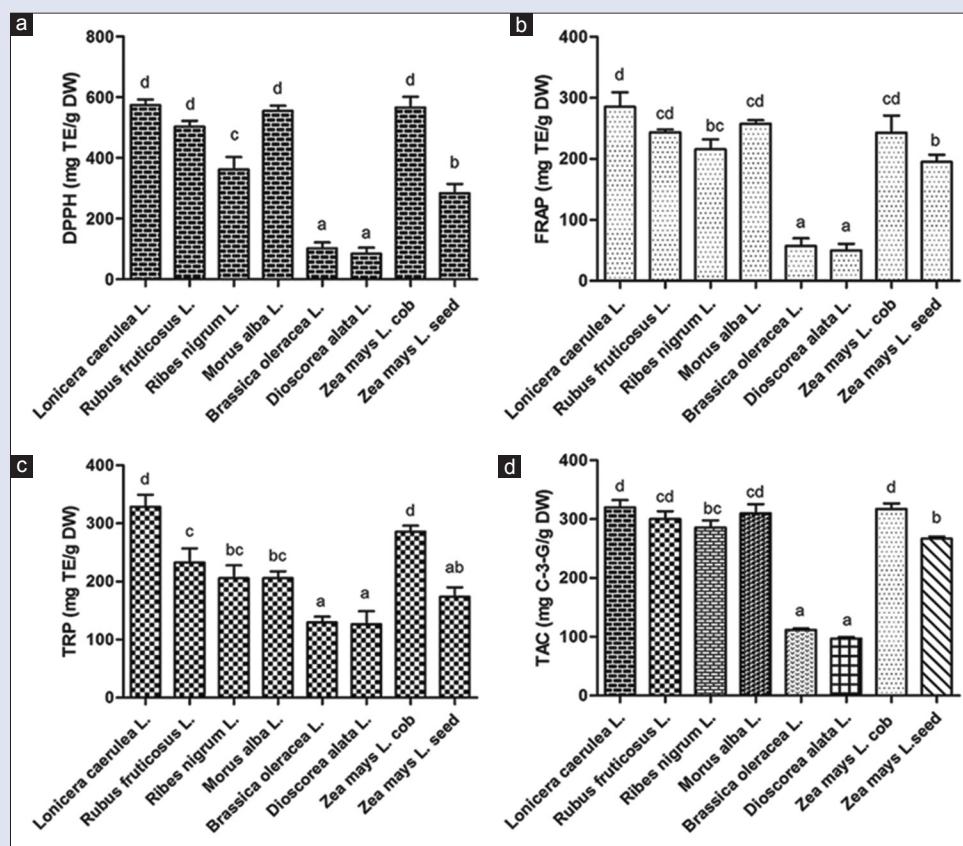 a
DPPH (mg TE/g DW)
800
600
400
200
0
d
d
c
d
a
a
d
b
Lonicera caerulea L.
Rubus fruticosus L.
Ribes nigrum L.
Morus alba L.
Brassica oleracea L.
Dioscorea alata L.
Zea mays L. cob
Zea mays L. seed
b
FRAP (mg TE/g DW)
400
300
200
100
0
d
cd
bc
cd
a
a
cd
b
Lonicera caerulea L.
Rubus fruticosus L.
Ribes nigrum L.
Morus alba L.
Brassica oleracea L.
Dioscorea alata L.
Zea mays L. cob
Zea mays L. seed
c
TRP (mg TE/g DW)
400
300
200
100
0
d
c
bc
bc
a
a
d
ab
Lonicera caerulea L.
Rubus fruticosus L.
Ribes nigrum L.
Morus alba L.
Brassica oleracea L.
Dioscorea alata L.
Zea mays L. cob
Zea mays L. seed
d
TAC (mg C-3-G/g DW)
400
300
200
100
0
d
cd
bc
cd
a
a
d
b
Lonicera caerulea L.
Rubus fruticosus L.
Ribes nigrum L.
Morus alba L.
Brassica oleracea L.
Dioscorea alata L.
Zea mays L. cob
Zea mays L.seed